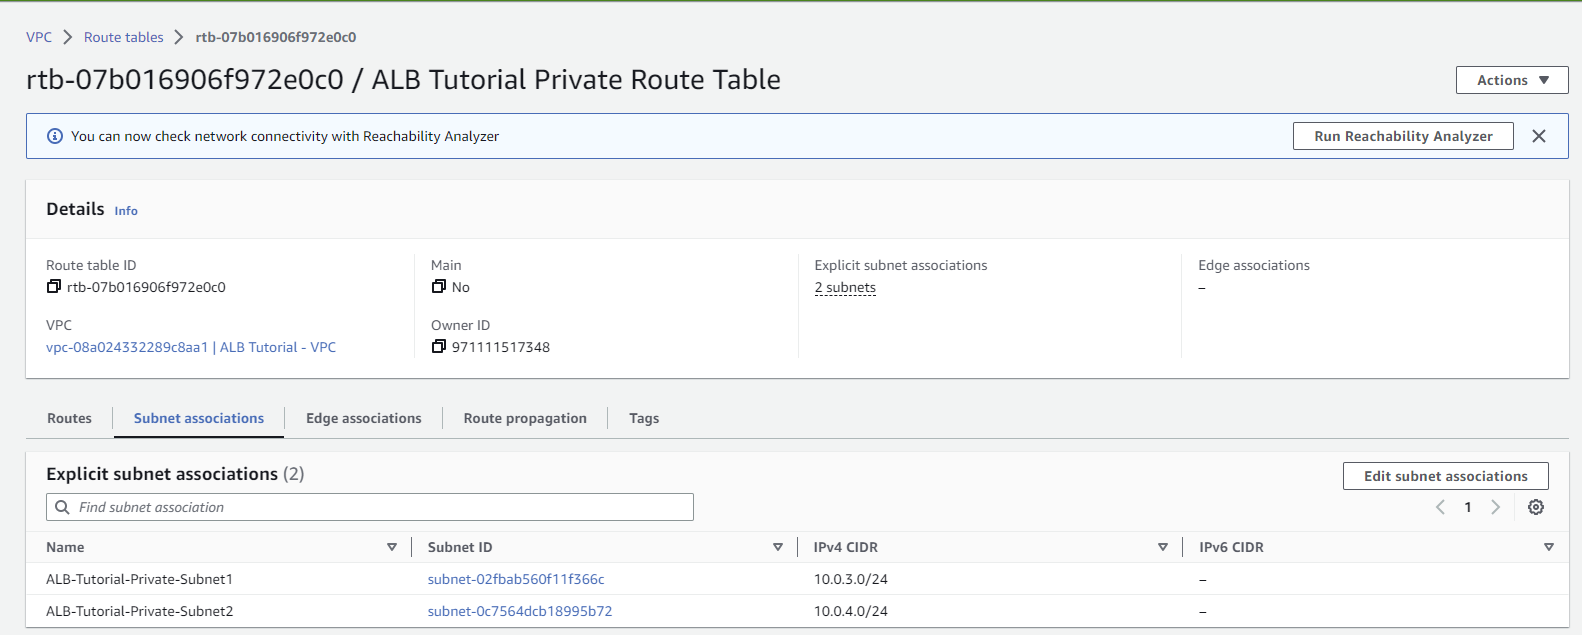 VPC > Route tables > rtb-07b016906f972e0c0
rtb-07b016906f972e0c0 / ALB Tutorial Private Route Table
Actions
You can now check network connectivity with Reachability Analyzer
Run Reachability Analyzer
Details Info
Route table ID
rtb-07b016906f972e0c0
Main
No
Explicit subnet associations
2 subnets
Edge associations
–
VPC
vpc-08a024332289c8aa1 | ALB Tutorial - VPC
Owner ID
971111517348
Routes Subnet associations Edge associations Route propagation Tags
Explicit subnet associations (2)
Edit subnet associations
Find subnet association
1
Name Subnet ID IPv4 CIDR IPv6 CIDR
ALB-Tutorial-Private-Subnet1 subnet-02fbab560f11f366c 10.0.3.0/24 –
ALB-Tutorial-Private-Subnet2 subnet-0c7564dcb18995b72 10.0.4.0/24 –